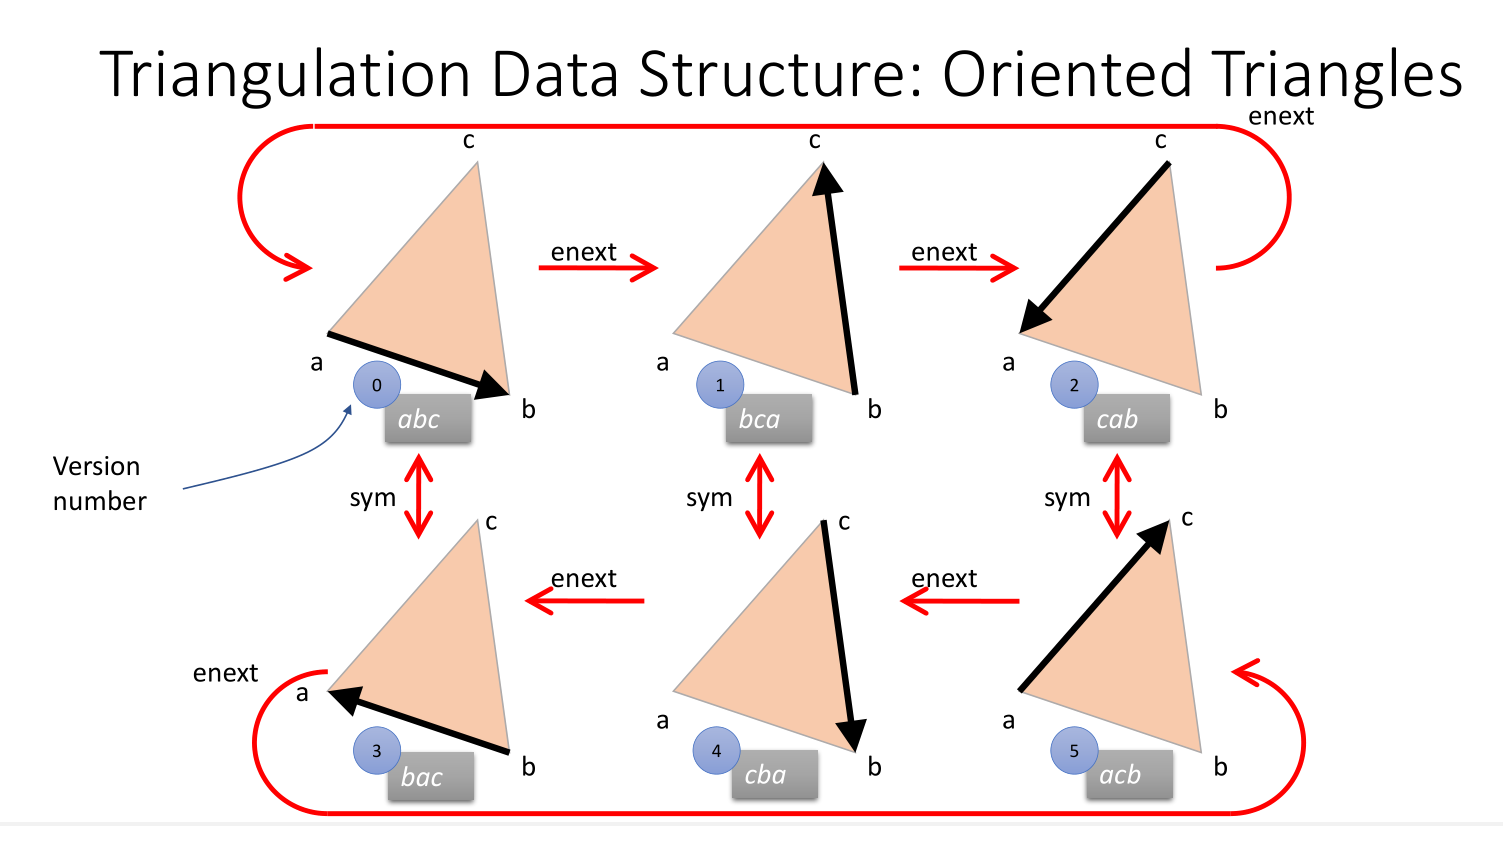 Triangulation Data Structure: Oriented Triangles
enext
c
c
c
enext
enext
a
b
a
b
a
b
0
1
2
abc
bca
cab
Version
number
sym
sym
sym
c
c
c
enext
enext
enext
a
b
a
b
a
b
3
4
5
bac
cba
acb